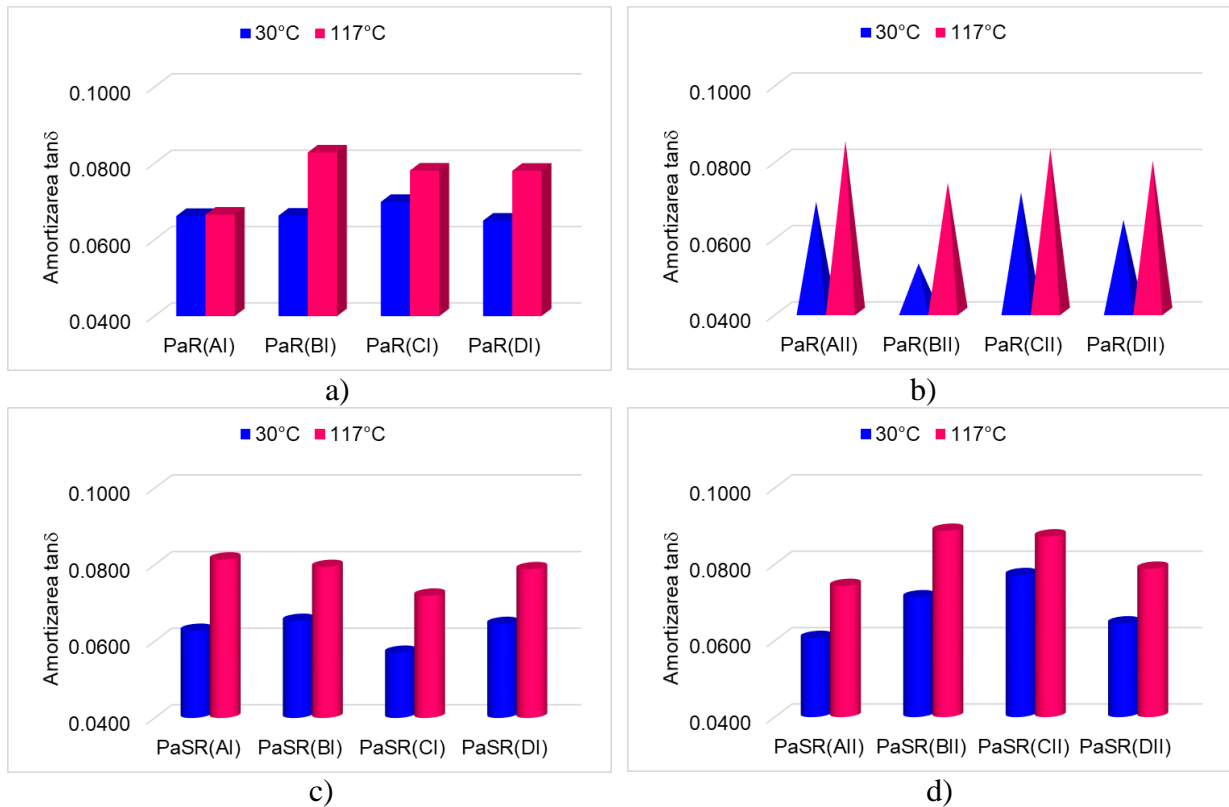 30°C 117°C
Amortizarea tanδ
0.1000
0.0800
0.0600
0.0400
PaR(AI) PaR(BI) PaR(CI) PaR(DI)
a)
30°C 117°C
Amortizarea tanδ
0.1000
0.0800
0.0600
0.0400
PaR(AII) PaR(BII) PaR(CII) PaR(DII)
b)
30°C 117°C
Amortizarea tanδ
0.1000
0.0800
0.0600
0.0400
PaSR(AI) PaSR(BI) PaSR(CI) PaSR(DI)
c)
30°C 117°C
Amortizarea tanδ
0.1000
0.0800
0.0600
0.0400
PaSR(AII) PaSR(BII) PaSR(CII) PaSR(DII)
d)